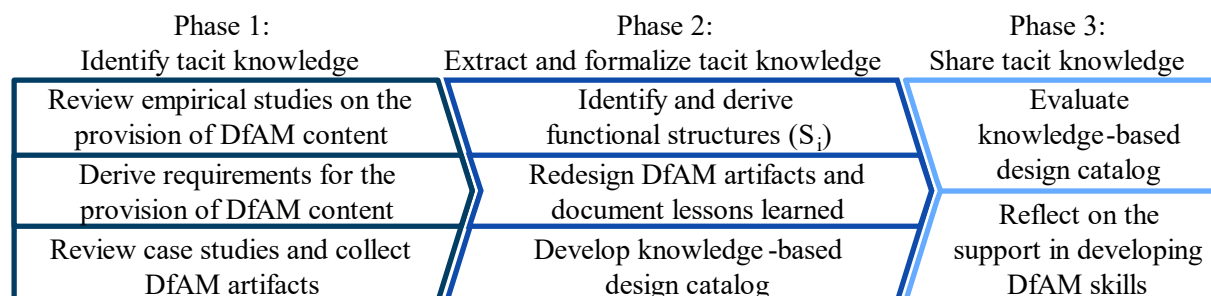 Phase 1:
Identify tacit knowledge
Review empirical studies on the
provision of DfAM content
Derive requirements for the
provision of DfAM content
Review case studies and collect
DfAM artifacts
Phase 2:
Extract and formalize tacit knowledge
Identify and derive
functional structures (Si)
Redesign DfAM artifacts and
document lessons learned
Develop knowledge-based
design catalog
Phase 3:
Share tacit knowledge
Evaluate
knowledge-based
design catalog
Reflect on the
support in developing
DfAM skills